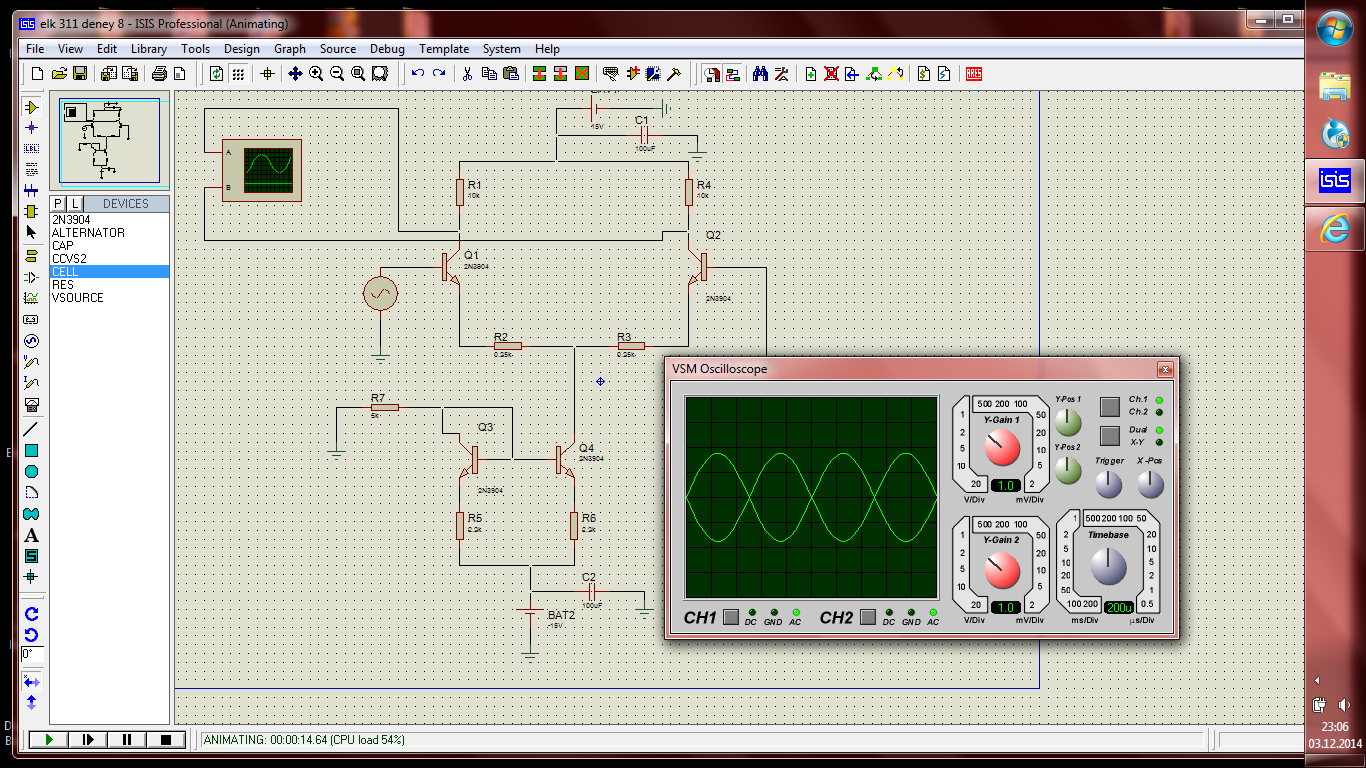 elk 311 deney 8 - ISIS Professional (Animating)
File View Edit Library Tools Design Graph Source Debug Template System Help
P L DEVICES
2N3904
ALTERNATOR
CAP
CCVS2
CELL
RES
VSOURCE
A
B
15V
C1
100uF
R1
10k
R4
10k
Q1
2N3904
Q2
2N3904
R2
0.25k
R3
0.25k
R7
5k
Q3
2N3904
Q4
2N3904
R5
2.2k
R6
2.2k
C2
100uF
BAT2
-15V
VSM Oscilloscope
500 200 100
50
20
10
5
2
1
2
5
10
20
Y-Gain 1
1.0
V/Div mV/Div
500 200 100
50
20
10
5
2
1
2
5
10
20
Y-Gain 2
1.0
V/Div mV/Div
Y-Pos 1
Y-Pos 2
Ch.1
Ch.2
Dual
X-Y
Trigger X-Pos
1 500 200 100 50
2 20
5 10
10 5
20 2
50 1
100 200 0.5
Timebase
200u
ms/Div µs/Div
CH1 DC GND AC CH2 DC GND AC
0°
ANIMATING: 00:00:14.64 (CPU load 54%)
isis
ARES
LBL
A
S
23:06
03.12.2014